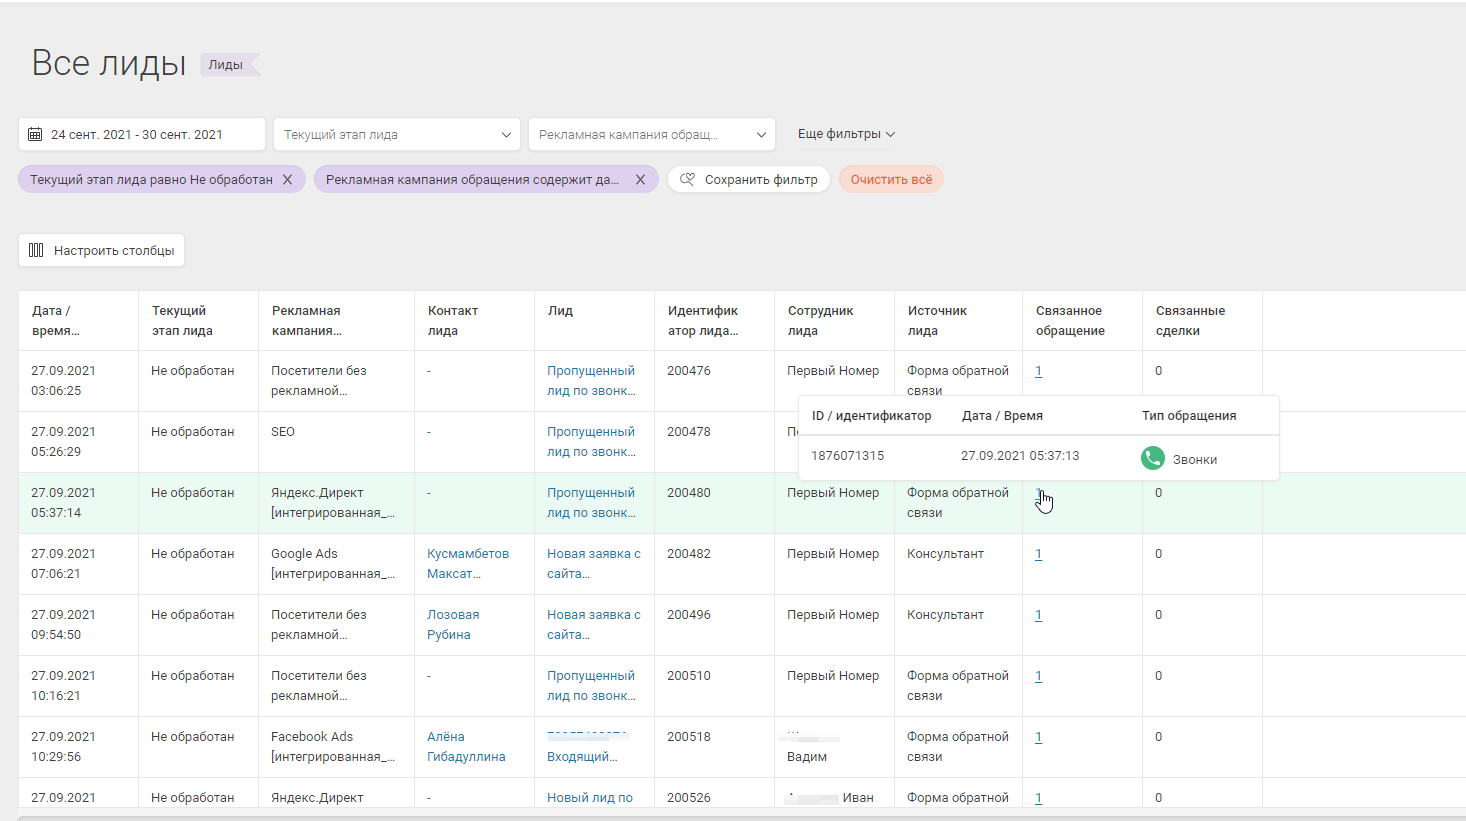 Все лиды
Лиды
24 сент. 2021 - 30 сент. 2021
Текущий этап лида
Рекламная кампания обращ...
Еще фильтры
Текущий этап лида равно Не обработан
Рекламная кампания обращения содержит да...
Сохранить фильтр
Очистить всё
Настроить столбцы
Дата /
время...
Текущий
этап лида
Рекламная
кампания...
Контакт
лида
Лид
Идентифик
атор лида...
Сотрудник
лида
Источник
лида
Связанное
обращение
Связанные
сделки
27.09.2021
03:06:25
Не обработан
Посетители без
рекламной...
-
Пропущенный
лид по звонк...
200476
Первый Номер
Форма обратной
связи
1
0
27.09.2021
05:26:29
Не обработан
SEO
-
Пропущенный
лид по звонк...
200478
ID / идентификатор
Дата / Время
Тип обращения
1876071315
27.09.2021 05:37:13
Звонки
27.09.2021
05:37:14
Не обработан
Яндекс.Директ
[интегрированная_...
-
Пропущенный
лид по звонк...
200480
Первый Номер
Форма обратной
связи
0
27.09.2021
07:06:21
Не обработан
Google Ads
[интегрированная_...
Кусмамбетов
Максат...
Новая заявка с
сайта...
200482
Первый Номер
Консультант
1
0
27.09.2021
09:54:50
Не обработан
Посетители без
рекламной...
Лозовая
Рубина
Новая заявка с
сайта...
200496
Первый Номер
Консультант
1
0
27.09.2021
10:16:21
Не обработан
Посетители без
рекламной...
-
Пропущенный
лид по звонк...
200510
Первый Номер
Форма обратной
связи
1
0
27.09.2021
10:29:56
Не обработан
Facebook Ads
[интегрированная_...
Алёна
Гибадуллина
Входящий...
200518
Вадим
Форма обратной
связи
1
0
27.09.2021
Не обработан
Яндекс.Директ
-
Новый лид по
200526
Иван
Форма обратной
1
0